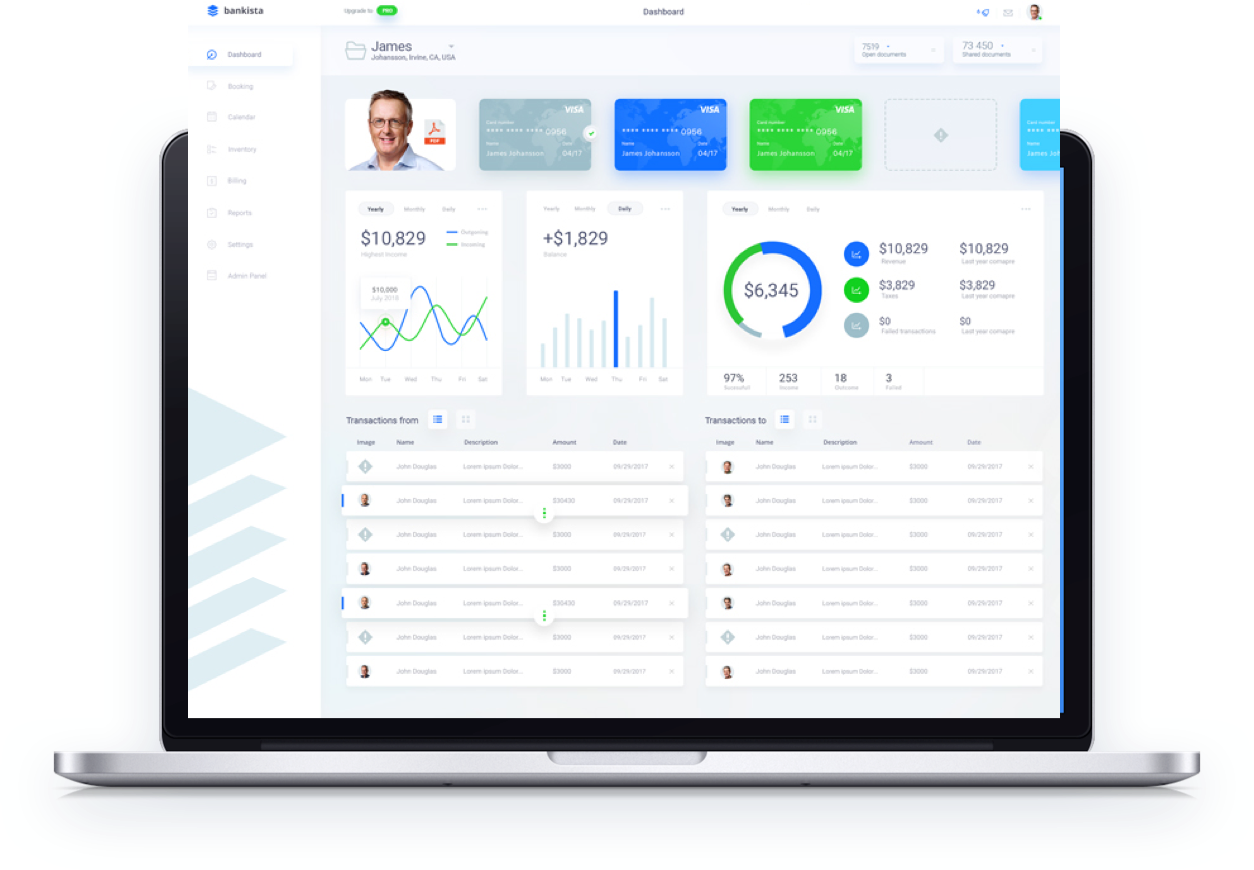 bankista
Upgrade to PRO
Dashboard
Dashboard
Booking
Calendar
Inventory
Billing
Reports
Settings
Admin Panel
James
Johansson, Irvine, CA, USA
7519
Open documents
73 450
Shared documents
PDF
VISA
Card number
**** **** **** 0956
Name Date
James Johansson 04/17
VISA
**** **** **** 0956
Name Date
James Johansson 04/17
VISA
Card number
**** **** **** 0956
Name Date
James Johansson 04/17
Card number
**** **** ***
Name
James Joh
Yearly Monthly Daily
$10,829
Highest Income
Outgoining
Incoming
$10,000
July 2018
Mon Tue Wed Thu Fri Sat
Yearly Monthly Daily
+$1,829
Balance
Mon Tue Wed Thu Fri Sat
Yearly Monthly Daily
$6,345
$10,829 $10,829
Revenue Last year comapre
$3,829 $3,829
Taxes Last year comapre
$0 $0
Failed transactions Last year comapre
97% 253 18 3
Successfull Income Outcome Failed
Transactions from
Image Name Description Amount Date
John Douglas Lorem ipsum Dolor... $3000 09/29/2017
John Douglas Lorem ipsum Dolor... $30430 09/29/2017
John Douglas Lorem ipsum Dolor... $3000 09/29/2017
John Douglas Lorem ipsum Dolor... $3000 09/29/2017
John Douglas Lorem ipsum Dolor... $30430 09/29/2017
John Douglas Lorem ipsum Dolor... $3000 09/29/2017
John Douglas Lorem ipsum Dolor... $3000 09/29/2017
Transactions to
Image Name Description Amount Date
John Douglas Lorem ipsum Dolor... $3000 09/29/2017
John Douglas Lorem ipsum Dolor... $3000 09/29/2017
John Douglas Lorem ipsum Dolor... $3000 09/29/2017
John Douglas Lorem ipsum Dolor... $3000 09/29/2017
John Douglas Lorem ipsum Dolor... $3000 09/29/2017
John Douglas Lorem ipsum Dolor... $3000 09/29/2017
John Douglas Lorem ipsum Dolor... $3000 09/29/2017